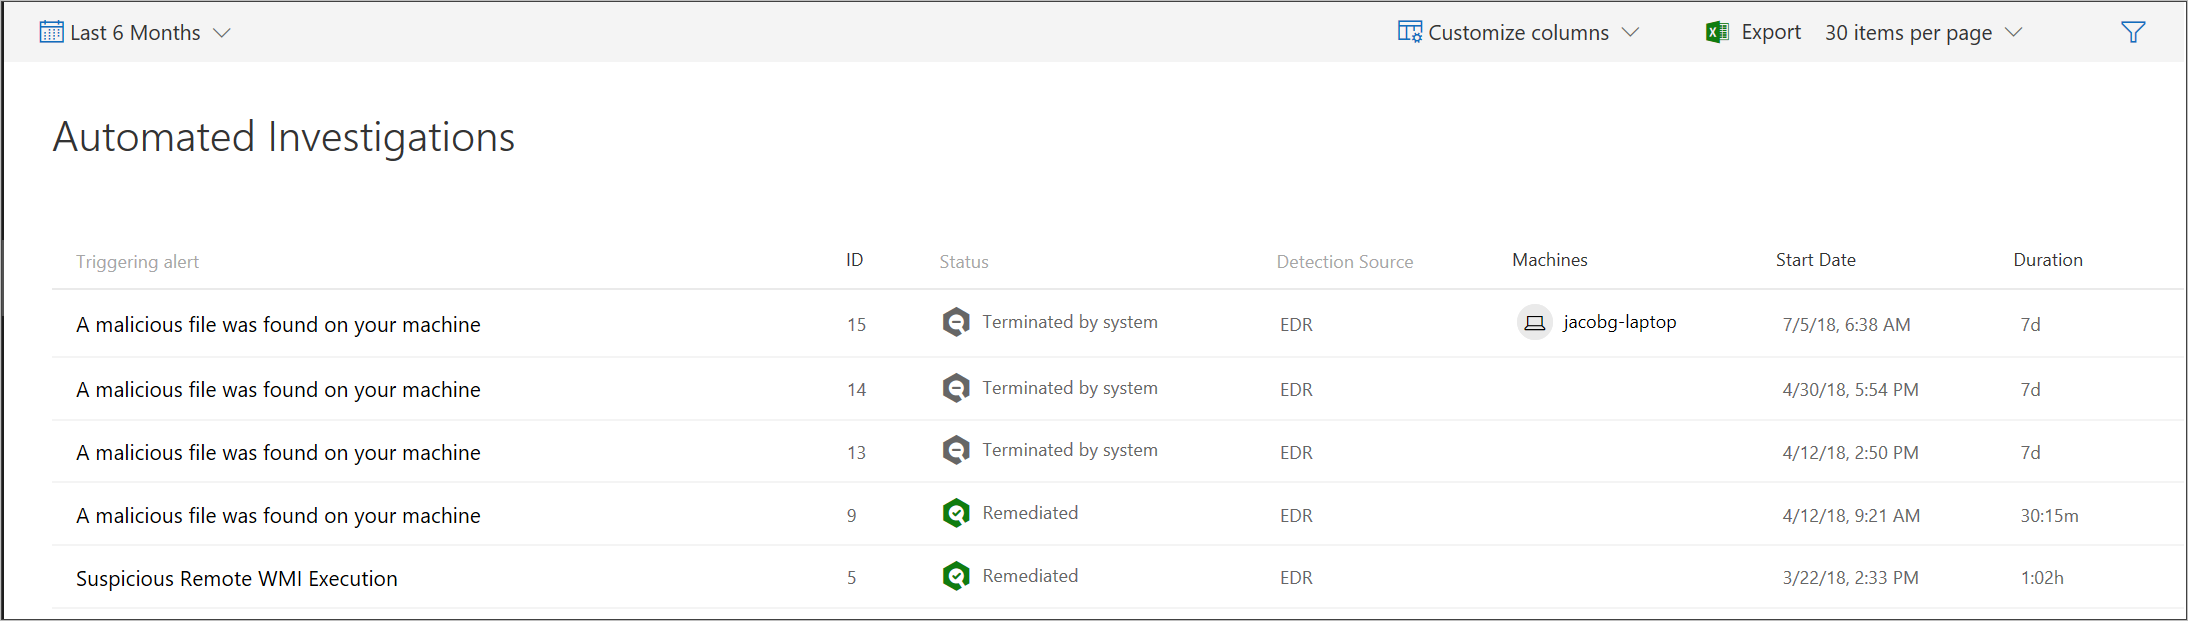 Last 6 Months Customize columns Export 30 items per page
Automated Investigations
Triggering alert ID Status Detection Source Machines Start Date Duration
A malicious file was found on your machine 15 Terminated by system EDR jacobg-laptop 7/5/18, 6:38 AM 7d
A malicious file was found on your machine 14 Terminated by system EDR 4/30/18, 5:54 PM 7d
A malicious file was found on your machine 13 Terminated by system EDR 4/12/18, 2:50 PM 7d
A malicious file was found on your machine 9 Remediated EDR 4/12/18, 9:21 AM 30:15m
Suspicious Remote WMI Execution 5 Remediated EDR 3/22/18, 2:33 PM 1:02h